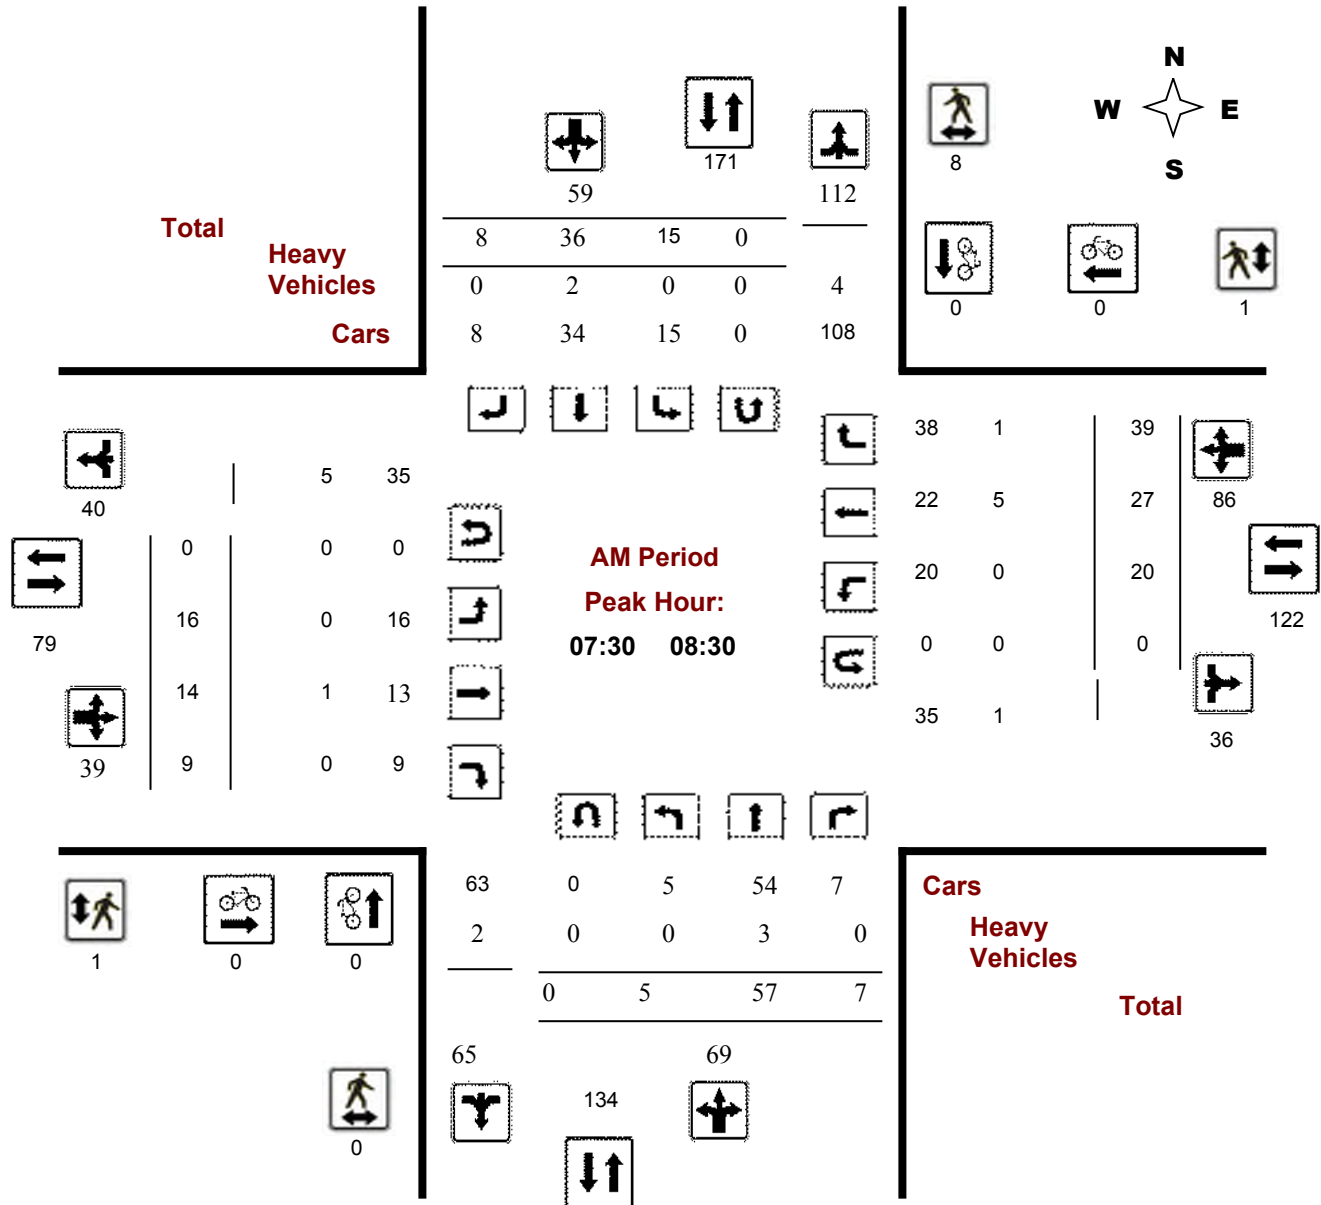 N
W E
S
171
8
59
112
Total
8 36 15 0
Heavy
Vehicles
0 2 0 0 4
0 0 1
Cars
8 34 15 0 108
38 1 39
5 35
40
22 5 27
86
0 0 0
AM Period
20 0 20
Peak Hour:
16 0 16
122
79
07:30 08:30
0 0 0
14 1 13
35 1
36
39
9 0 9
63 0 5 54 7
Cars
2 0 0 3 0
Heavy
Vehicles
1 0 0
0 5 57 7
Total
65 69
134
0